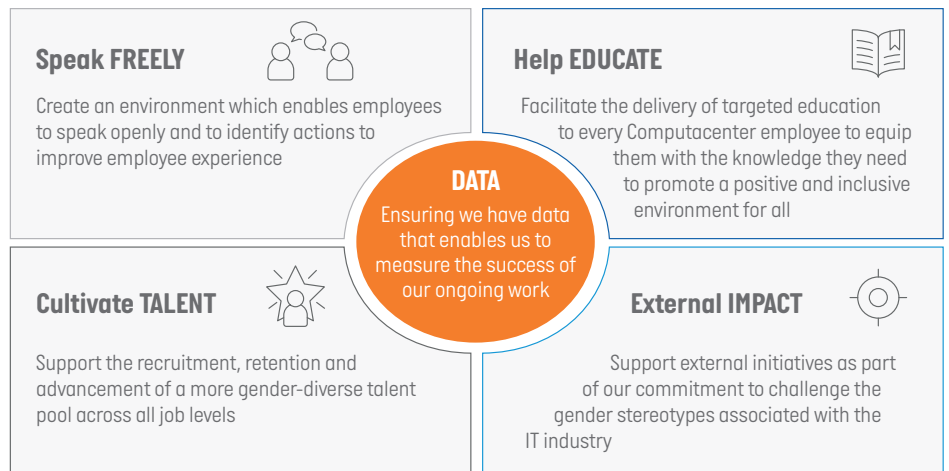 Speak FREELY
Create an environment which enables employees
to speak openly and to identify actions to
improve employee experience
Help EDUCATE
Facilitate the delivery of targeted education
to every Computacenter employee to equip
them with the knowledge they need
to promote a positive and inclusive
environment for all
DATA
Ensuring we have data
that enables us to
measure the success of
our ongoing work
Cultivate TALENT
Support the recruitment, retention and
advancement of a more gender-diverse talent
pool across all job levels
External IMPACT
Support external initiatives as part
of our commitment to challenge the
gender stereotypes associated with the
IT industry